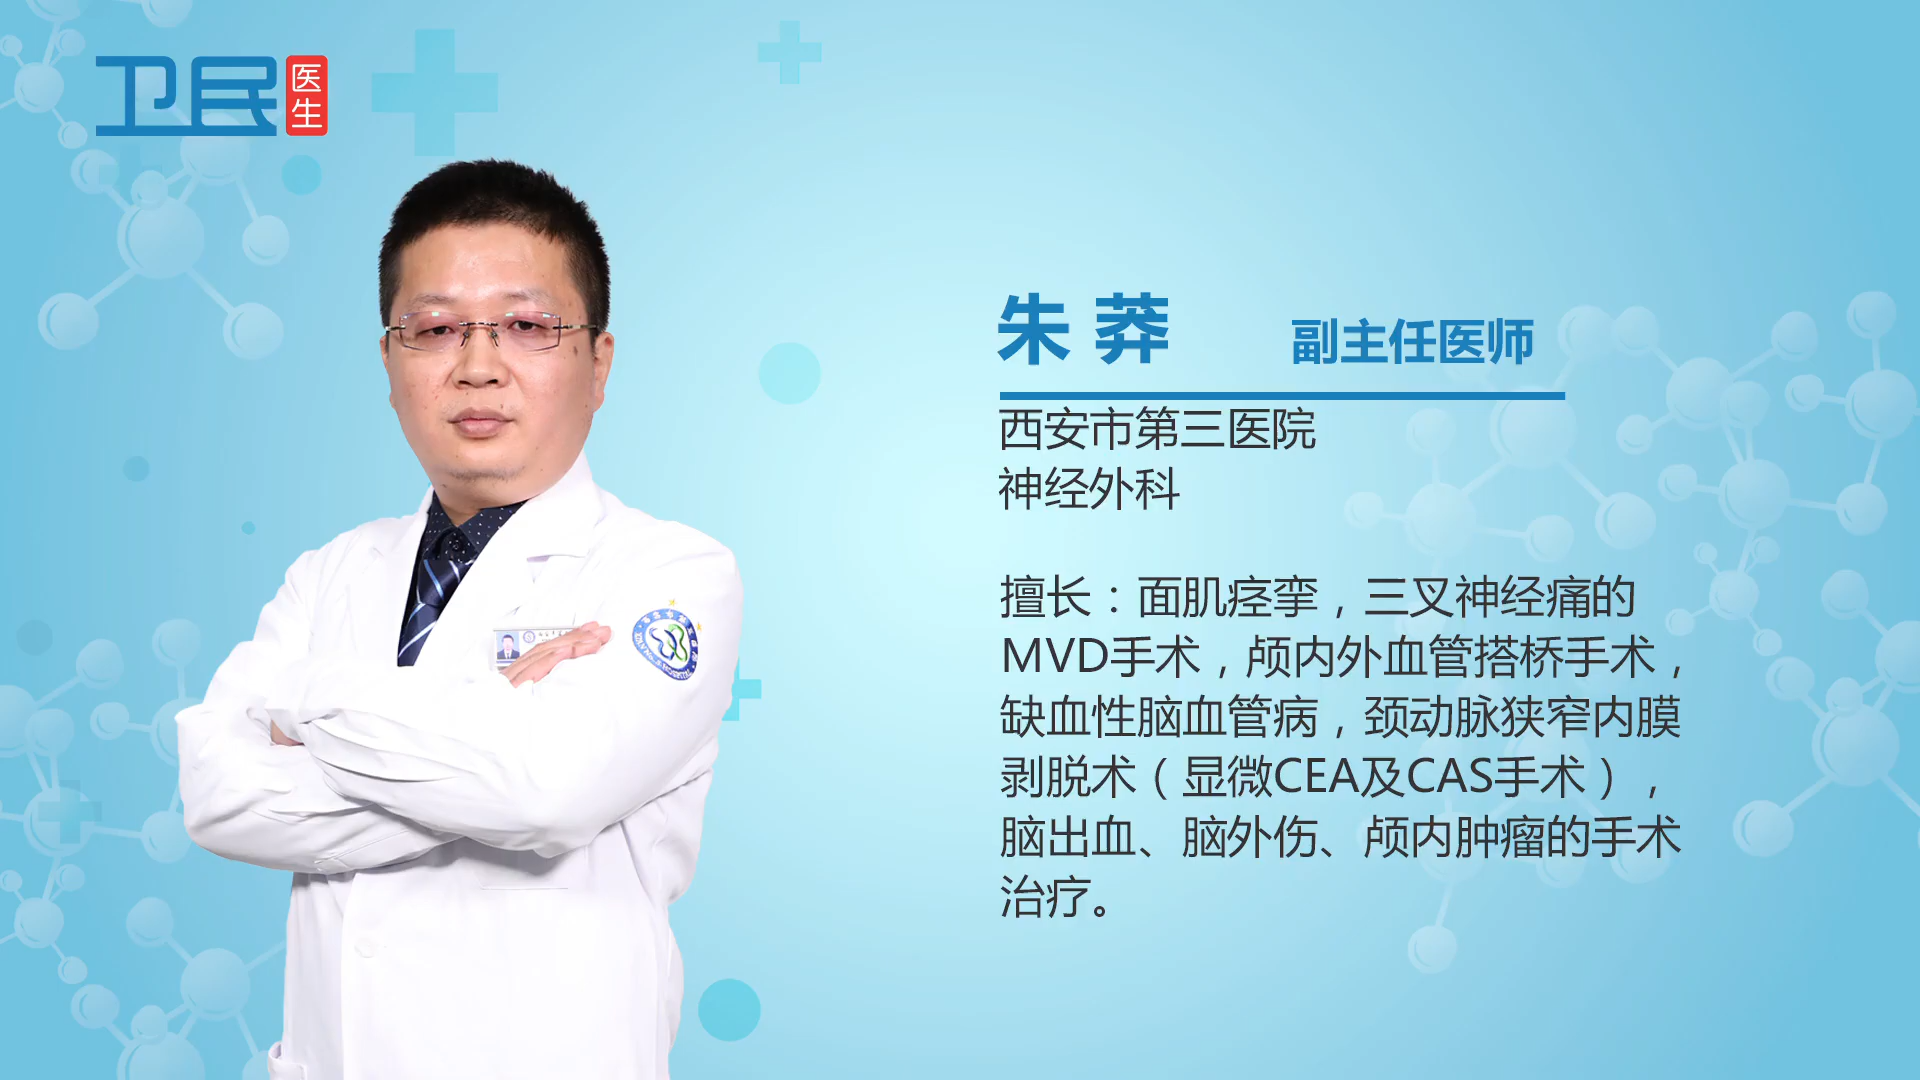 卫民医生
朱莽 副主任医师
西安市第三医院
神经外科
擅长：面肌痉挛，三叉神经痛的
MVD手术，颅内外血管搭桥手术，
缺血性脑血管病，颈动脉狭窄内膜
剥脱术（显微CEA及CAS手术），
脑出血、脑外伤、颅内肿瘤的手术
治疗。